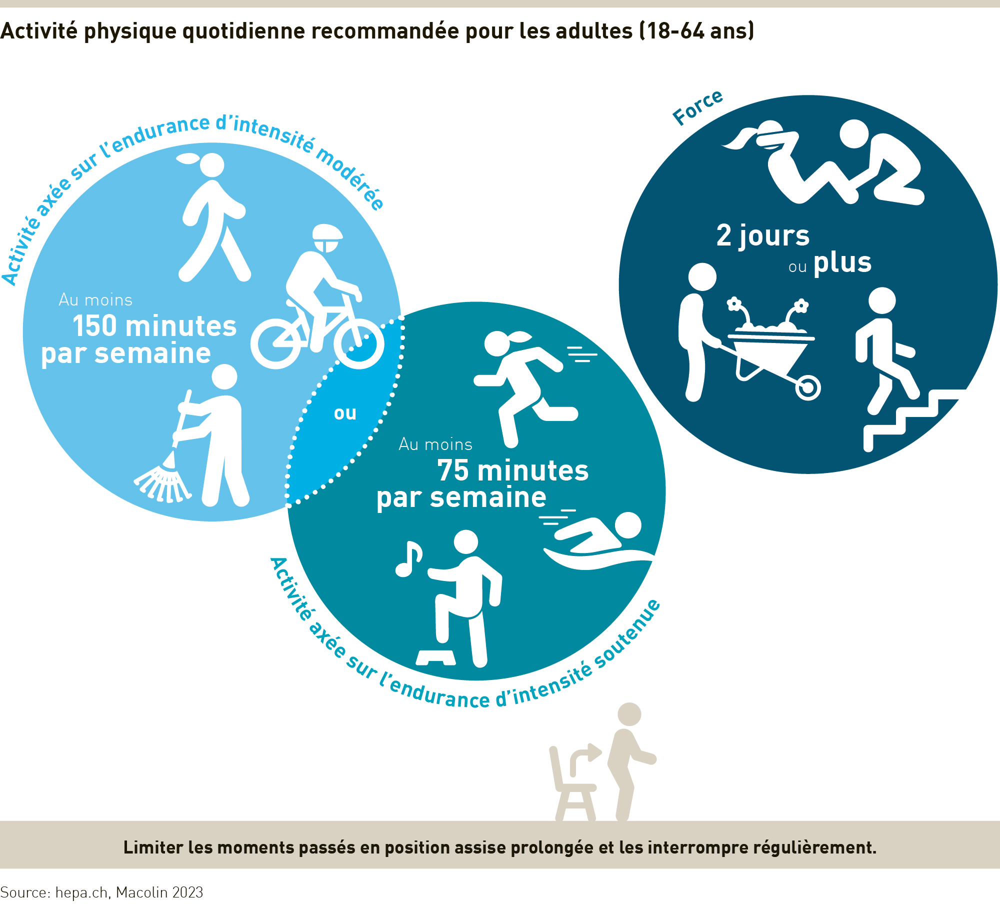 Activité physique quotidienne recommandée pour les adultes (18-64 ans)
Activité axée sur l'endurance d'intensité modérée
Au moins
150 minutes
par semaine
ou
Activité axée sur l'endurance d'intensité soutenue
Au moins
75 minutes
par semaine
Force
2 jours
ou plus
Limiter les moments passés en position assise prolongée et les interrompre régulièrement.
Source: hepa.ch, Macolin 2023